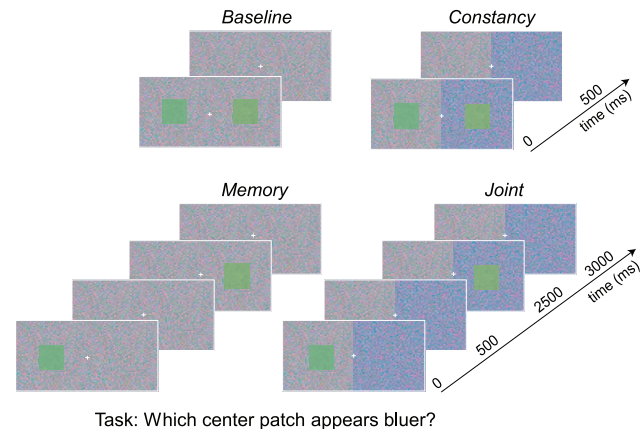 Baseline
Constancy
0
500
time (ms)
Memory
Joint
0
500
2500
3000
time (ms)
Task: Which center patch appears bluer?